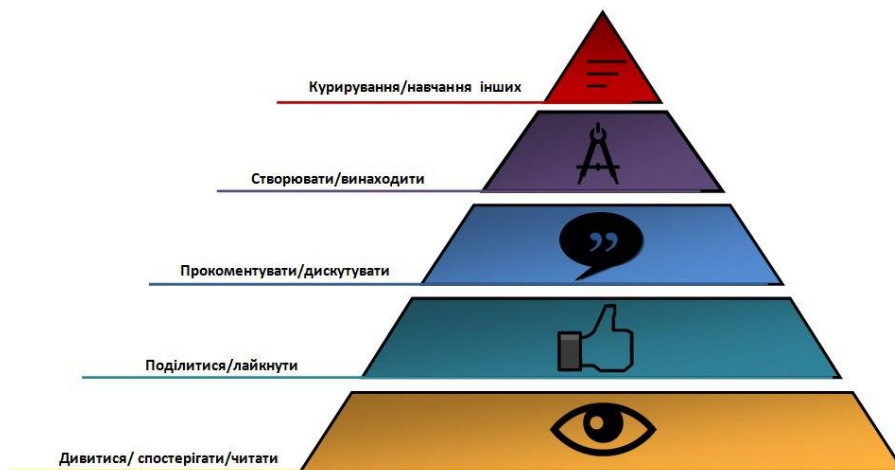 Курирування/навчання інших
Створювати/винаходити
Прокоментувати/дискутувати
Поділитися/лайкнути
Дивитися/ спостерігати/читати